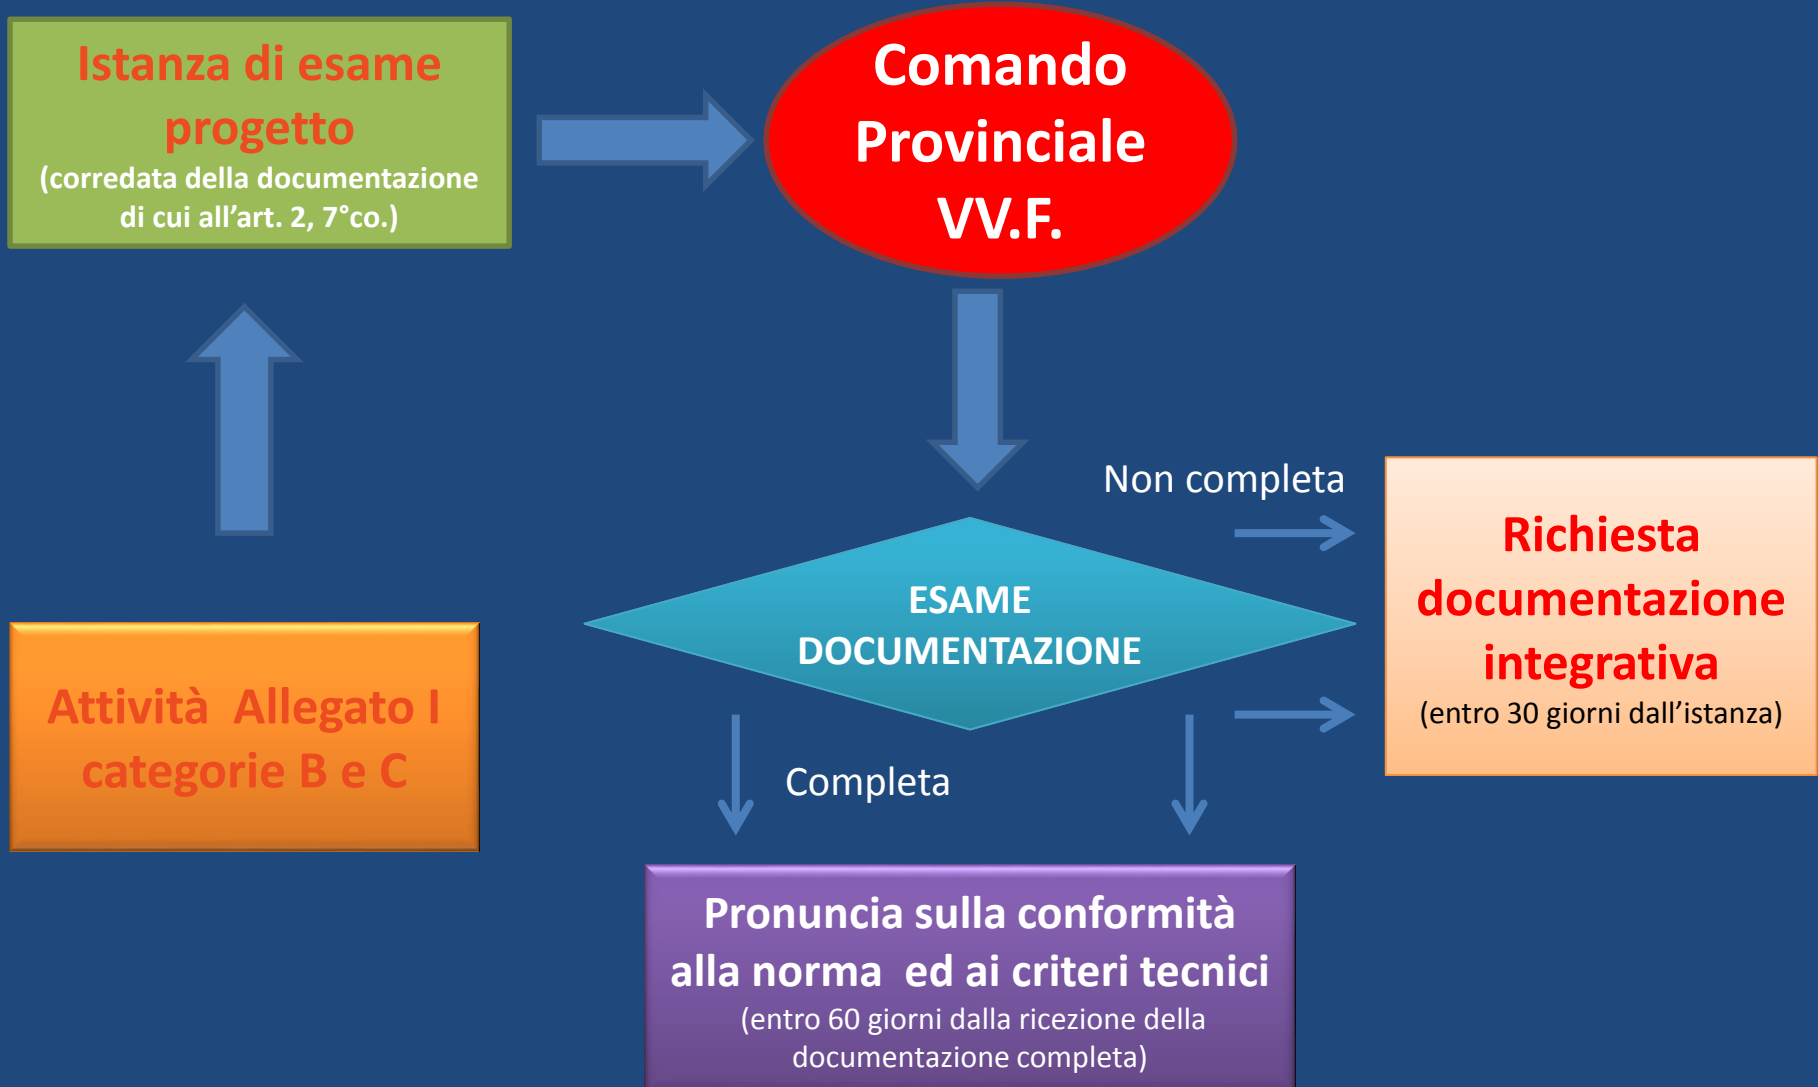 Istanza di esame
progetto
(corredata della documentazione
di cui all'art. 2, 7°co.)
Comando
Provinciale
VV.F.
Non completa
ESAME
DOCUMENTAZIONE
Richiesta
documentazione
integrativa
(entro 30 giorni dall'istanza)
Attività  Allegato I
categorie B e C
Completa
Pronuncia sulla conformità
alla norma  ed ai criteri tecnici
(entro 60 giorni dalla ricezione della
documentazione completa)